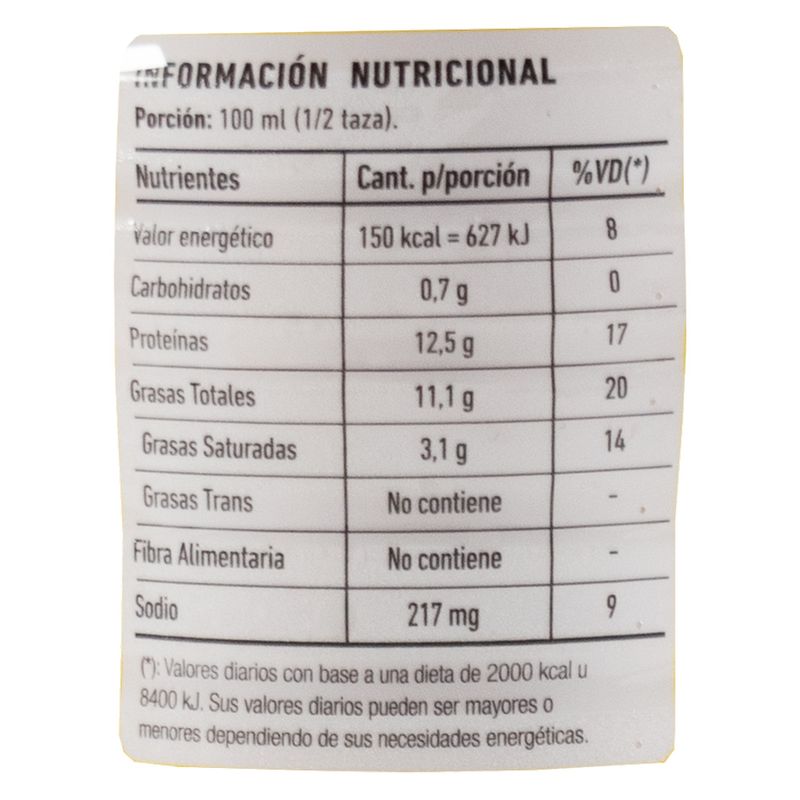 INFORMACIÓN NUTRICIONAL
Porción: 100 ml (1/2 taza).
Nutrientes Cant. p/porción %VD(*)
Valor energético 150 kcal = 627 kJ 8
Carbohidratos 0,7 g 0
Proteínas 12,5 g 17
Grasas Totales 11,1 g 20
Grasas Saturadas 3,1 g 14
Grasas Trans No contiene -
Fibra Alimentaria No contiene -
Sodio 217 mg 9
(*): Valores diarios con base a una dieta de 2000 kcal u
8400 kJ. Sus valores diarios pueden ser mayores o
menores dependiendo de sus necesidades energéticas.